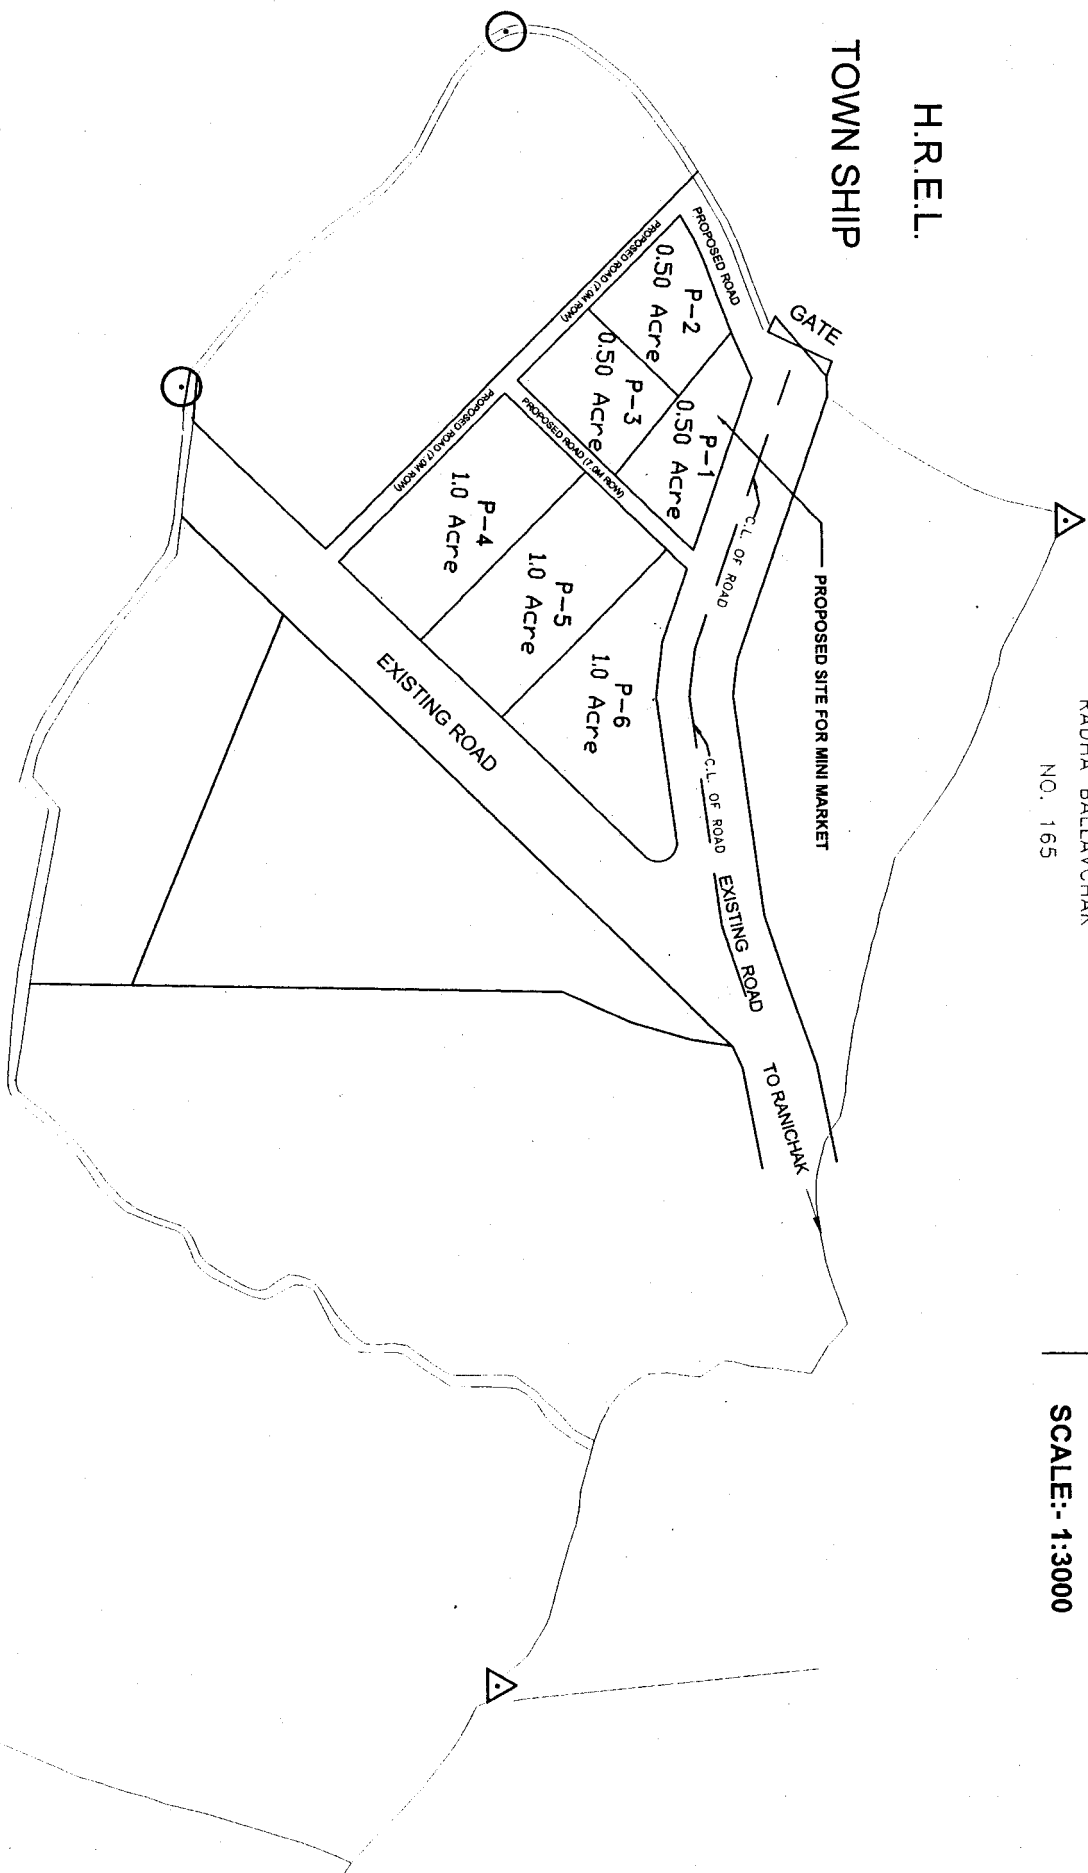 H.R.E.L.
TOWN SHIP
NO. 165
SCALE:- 1:3000
GATE
PROPOSED ROAD
PROPOSED ROAD (7.0M ROW)
P-2
0.50 Acre
P-1
0.50 Acre
P-3
0.50 Acre
PROPOSED ROAD (7.0M ROW)
PROPOSED ROAD (7.0M ROW)
P-4
1.0 Acre
P-5
1.0 Acre
P-6
1.0 Acre
C.L. OF ROAD
PROPOSED SITE FOR MINI MARKET
C.L. OF ROAD
EXISTING ROAD
EXISTING ROAD
TO RANICHAK